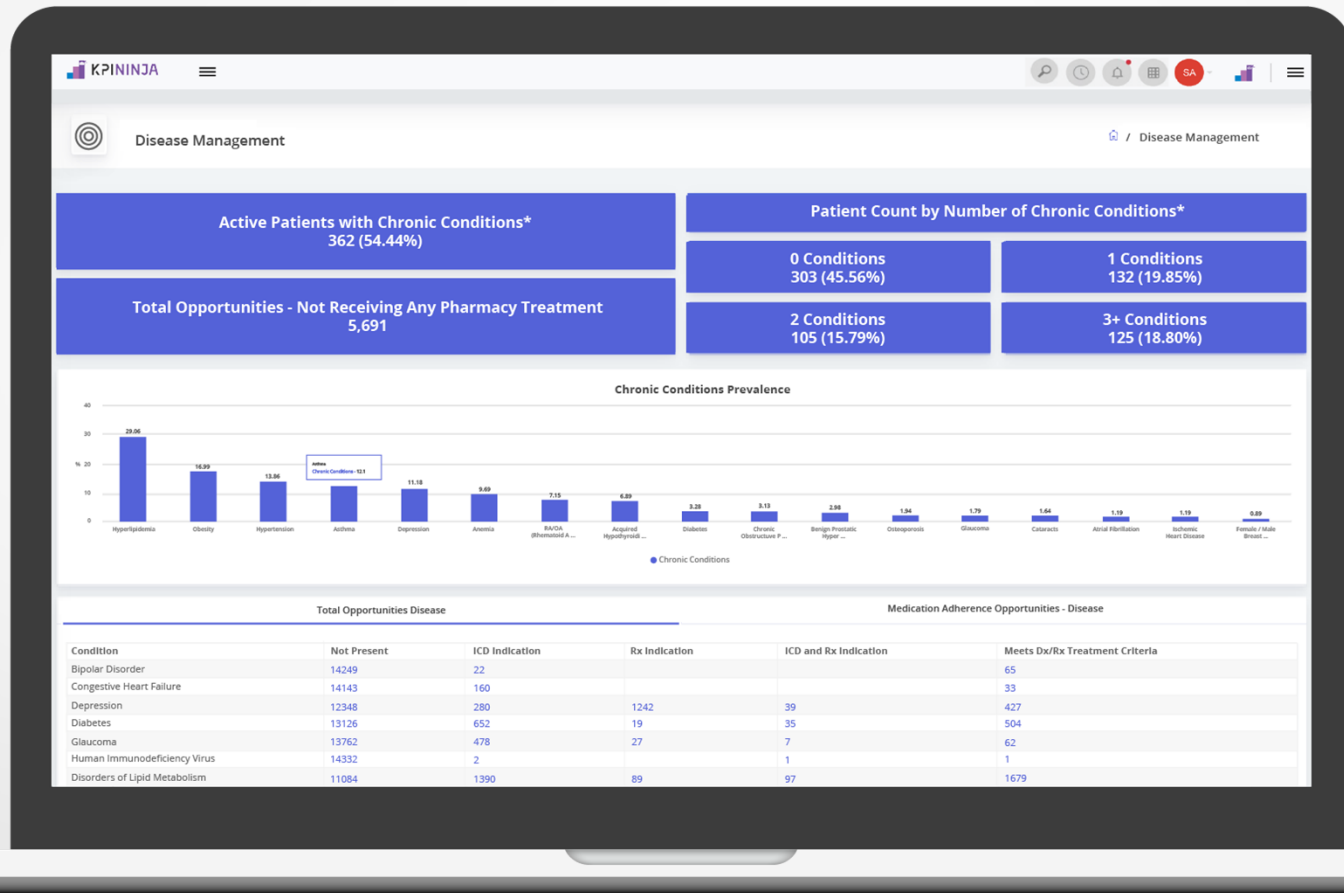 KPININJA
SA
Disease Management
/ Disease Management
Active Patients with Chronic Conditions*
362 (54.44%)
Total Opportunities - Not Receiving Any Pharmacy Treatment
5,691
Patient Count by Number of Chronic Conditions*
0 Conditions
303 (45.56%)
1 Conditions
132 (19.85%)
2 Conditions
105 (15.79%)
3+ Conditions
125 (18.80%)
Chronic Conditions Prevalence
40
30
% 20
10
0
29.06
16.99
13.86
Asthma
Chronic Conditions - 12.1
11.18
9.69
7.15
6.89
3.28
3.13
2.98
1.94
1.79
1.64
1.19
1.19
0.89
Hyperlipidemia
Obesity
Hypertension
Asthma
Depression
Anemia
RA/OA
(Rhematoid A ...
Acquired
Hypothyroidi ...
Diabetes
Chronic
Obstructuve P ...
Benign Prostatic
Hyper ...
Osteoporosis
Glaucoma
Cataracts
Atrial Fibrillation
Ischemic
Heart Disease
Female / Male
Breast ...
Chronic Conditions
Total Opportunities Disease
Medication Adherence Opportunities - Disease
Condition Not Present ICD Indication Rx Indication ICD and Rx Indication Meets Dx/Rx Treatment Criteria
Bipolar Disorder 14249 22 65
Congestive Heart Failure 14143 160 33
Depression 12348 280 1242 39 427
Diabetes 13126 652 19 35 504
Glaucoma 13762 478 27 7 62
Human Immunodeficiency Virus 14332 2 1 1
Disorders of Lipid Metabolism 11084 1390 89 97 1679